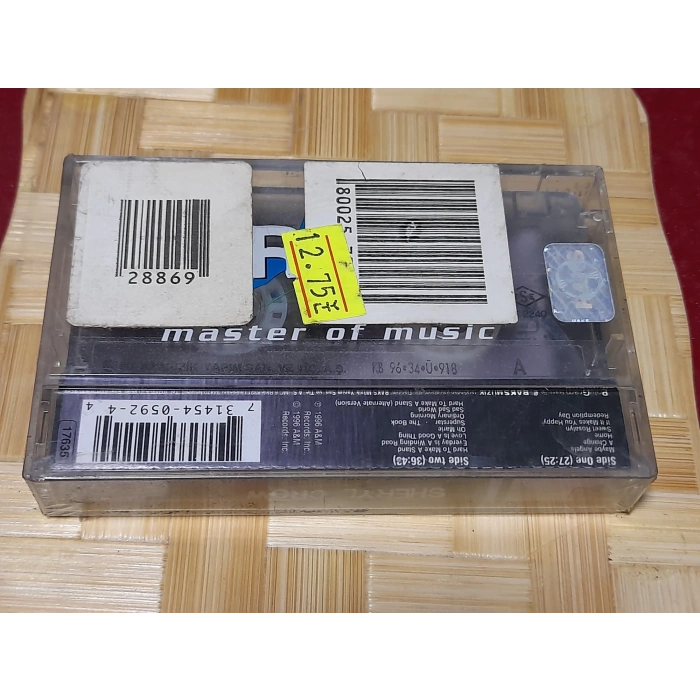 28869
80025
12.75
master of music
KB 96•34•Ü•918
A
RAKS MÜZİK
Side One (27:25)
Maybe Angels
A Change
Home
Sweet Rosalyn
If It Makes You Happy
Redemption Day
Side two (36:43)
Hard To Make A Stand
Everyday Is A Winding Road
Love Is A Good Thing
Oh Marie
Superstar · The Book
Ordinary Morning
Sad Sad World
Hard To Make A Stand (Alternate Version)
℗ 1996 A&M
Records, Inc.
© 1996 A&M
Records, Inc.
7 31454-0592-4 4
17635